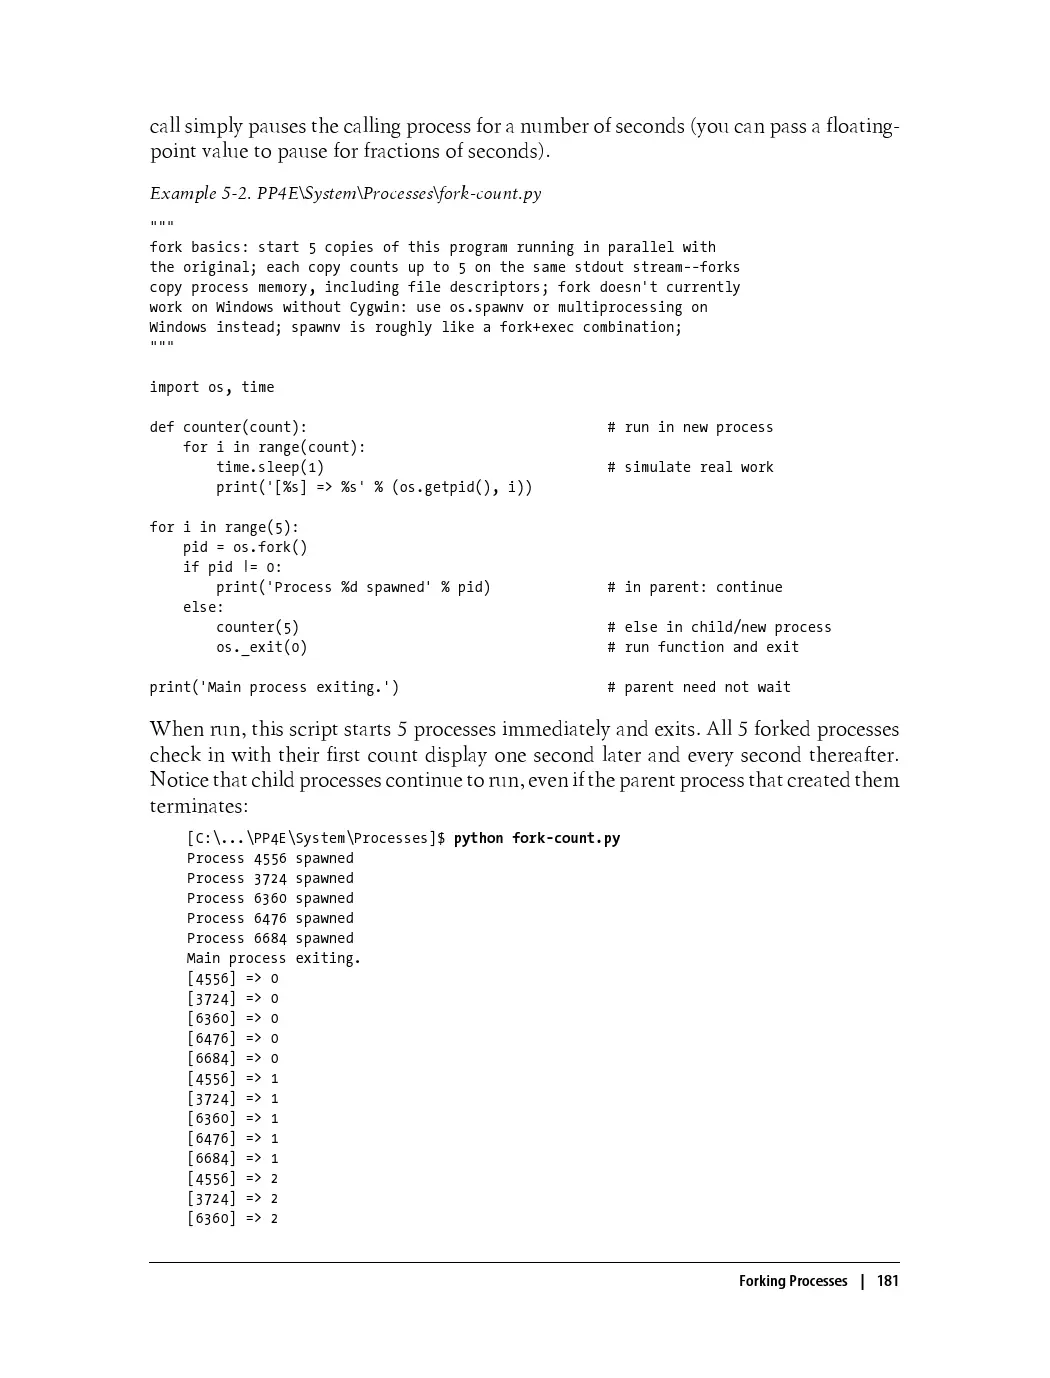 call simply pauses the calling process for a number of seconds (you can pass a floating-
point value to pause for fractions of seconds).
Example 5-2. PP4E\System\Processes\fork-count.py
"""
fork basics: start 5 copies of this program running in parallel with
the original; each copy counts up to 5 on the same stdout stream--forks
copy process memory, including file descriptors; fork doesn't currently
work on Windows without Cygwin: use os.spawnv or multiprocessing on
Windows instead; spawnv is roughly like a fork+exec combination;
"""
import os, time
def counter(count):                                    # run in new process
    for i in range(count):
        time.sleep(1)                                  # simulate real work
        print('[%s] => %s' % (os.getpid(), i))
for i in range(5):
    pid = os.fork()
    if pid != 0:
        print('Process %d spawned' % pid)              # in parent: continue
    else:
        counter(5)                                     # else in child/new process
        os._exit(0)                                    # run function and exit
print('Main process exiting.')                         # parent need not wait
When run, this script starts 5 processes immediately and exits. All 5 forked processes
check in with their first count display one second later and every second thereafter.
Notice that child processes continue to run, even if the parent process that created them
terminates:
[C:\...\PP4E\System\Processes]$ python fork-count.py
Process 4556 spawned
Process 3724 spawned
Process 6360 spawned
Process 6476 spawned
Process 6684 spawned
Main process exiting.
[4556] => 0
[3724] => 0
[6360] => 0
[6476] => 0
[6684] => 0
[4556] => 1
[3724] => 1
[6360] => 1
[6476] => 1
[6684] => 1
[4556] => 2
[3724] => 2
[6360] => 2
Forking Processes | 181